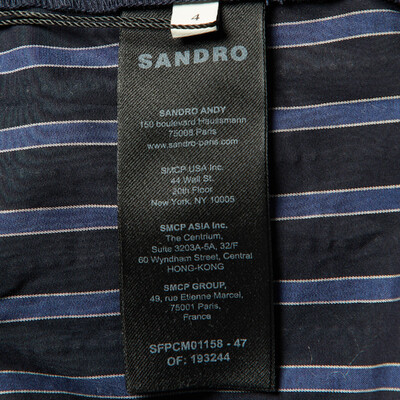 4
SANDRO
SANDRO ANDY
150 boulevard Haussmann
75008 Paris
www.sandro-paris.com
SMCP USA Inc.
44 Wall St.
20th Floor
New York, NY 10005
SMCP ASIA Inc.
The Centrium,
Suite 3203A-5A, 32/F
60 Wyndham Street, Central
HONG-KONG
SMCP GROUP,
49, rue Etienne Marcel,
75001 Paris,
France
SFPCM01158 - 47
OF: 193244